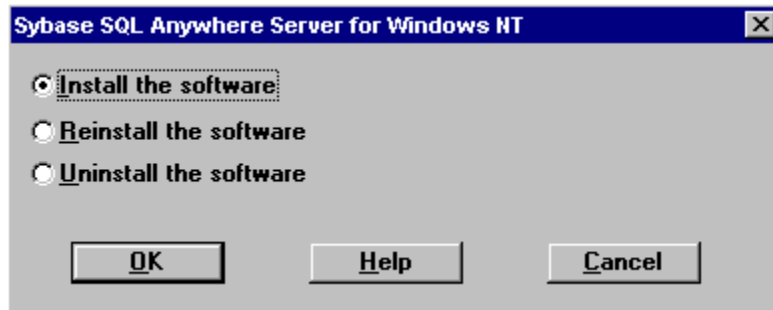 Sybase SQL Anywhere Server for Windows NT
Install the software
Reinstall the software
Uninstall the software
OK Help Cancel